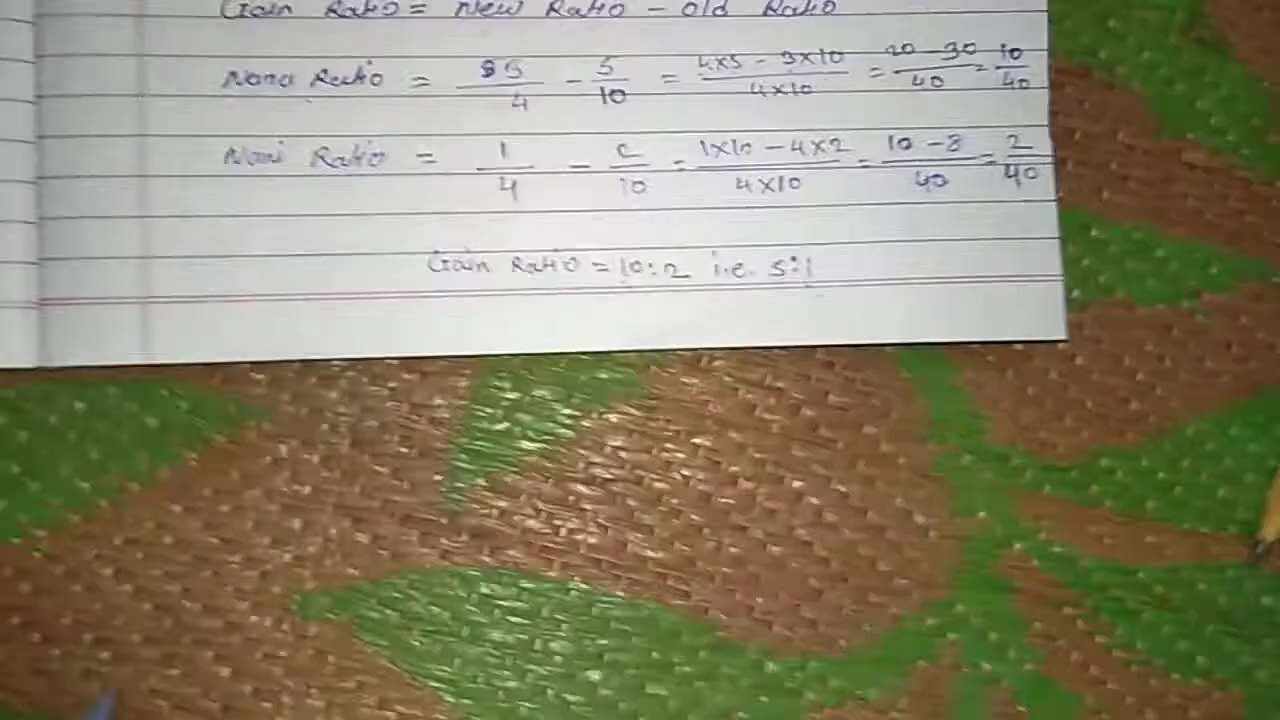 Gain Ratio = New Ratio - Old Ratio
Nana Ratio = 95/4 - 5/10 = 4x5 - 3x10/4x10 = 20-30/40 = 10/40
Nani Ratio = 1/4 - 2/10 = 1x10 - 4x2/4x10 = 10-8/40 = 2/40
Gain Ratio = 10:2 i.e. 5:1